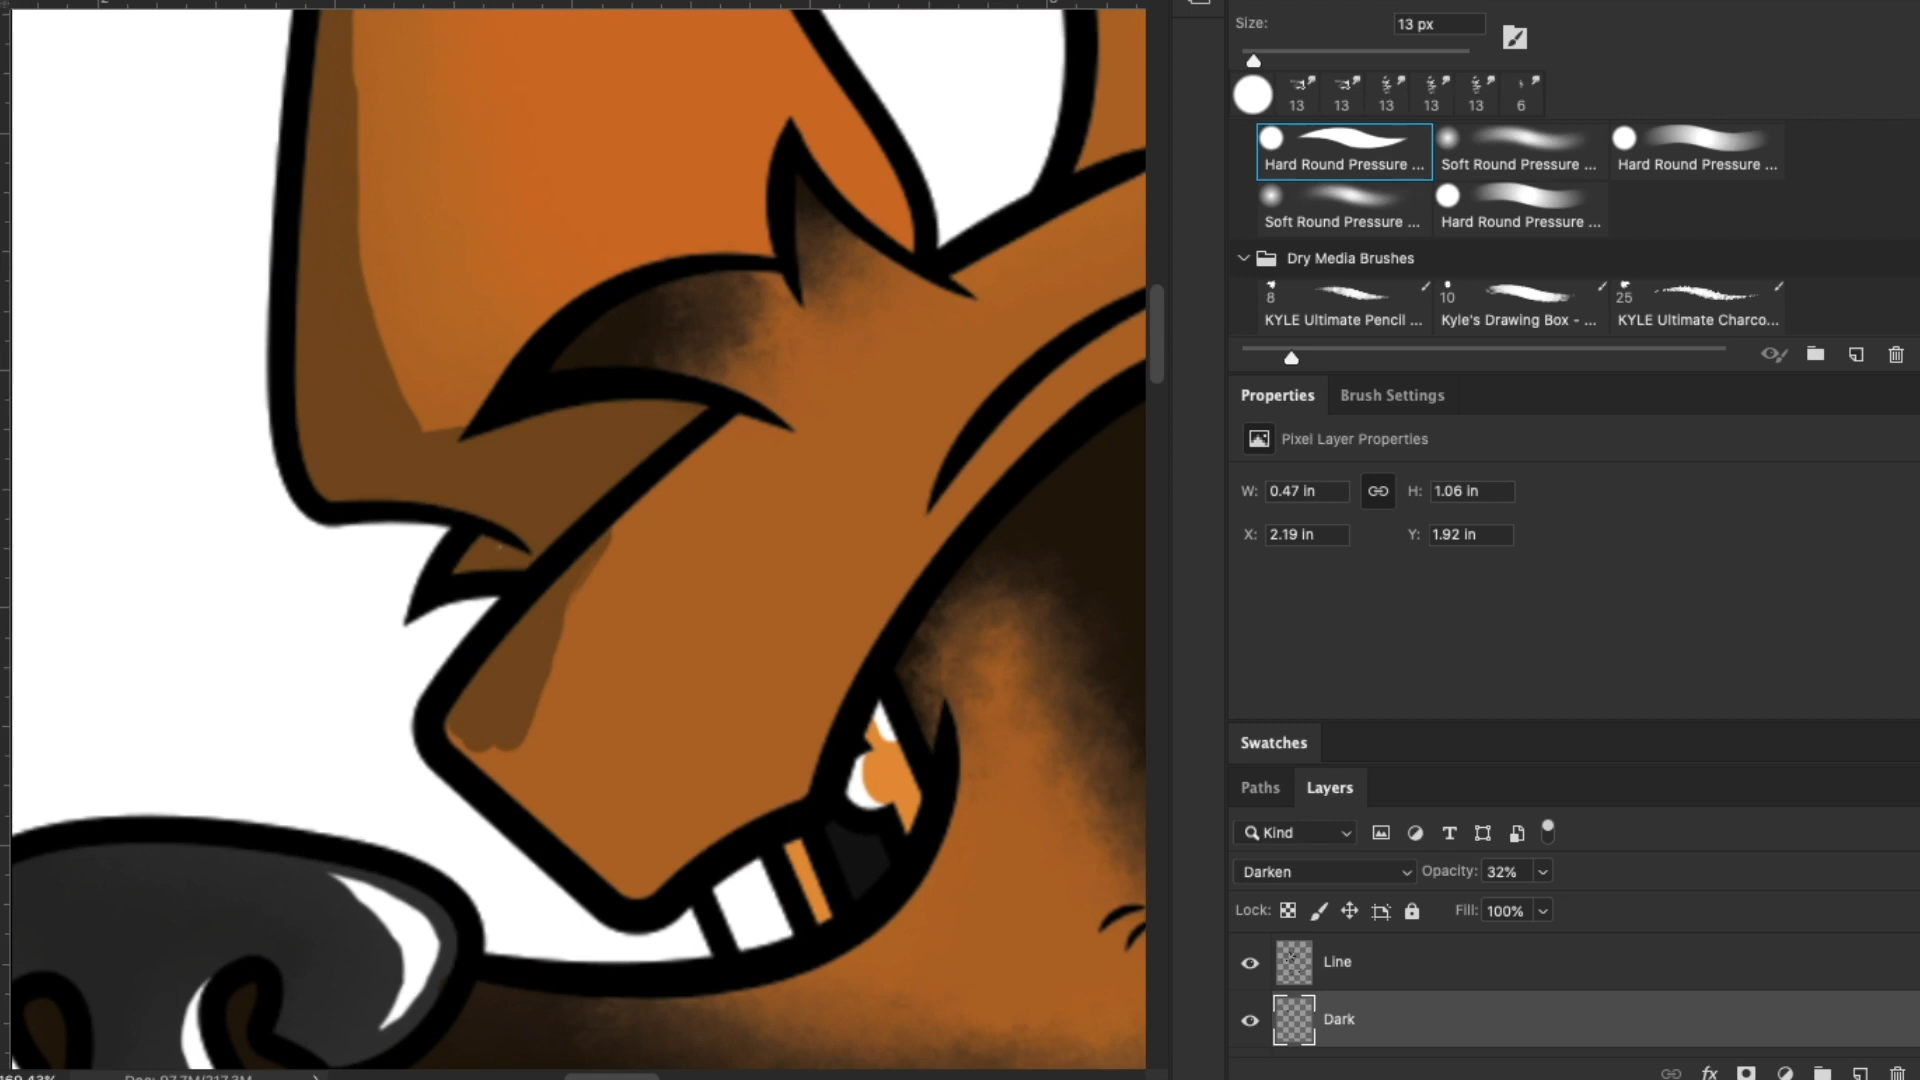 Size:
13 px
13 13 13 13 13 6
Hard Round Pressure ... Soft Round Pressure ... Hard Round Pressure ...
Soft Round Pressure ... Hard Round Pressure ...
Dry Media Brushes
8 10 25
KYLE Ultimate Pencil ... Kyle's Drawing Box - ... KYLE Ultimate Charco...
Properties Brush Settings
Pixel Layer Properties
W: 0.47 in H: 1.06 in
X: 2.19 in Y: 1.92 in
Swatches
Paths Layers
Kind
Darken Opacity: 32%
Lock: Fill: 100%
Line
Dark
fx